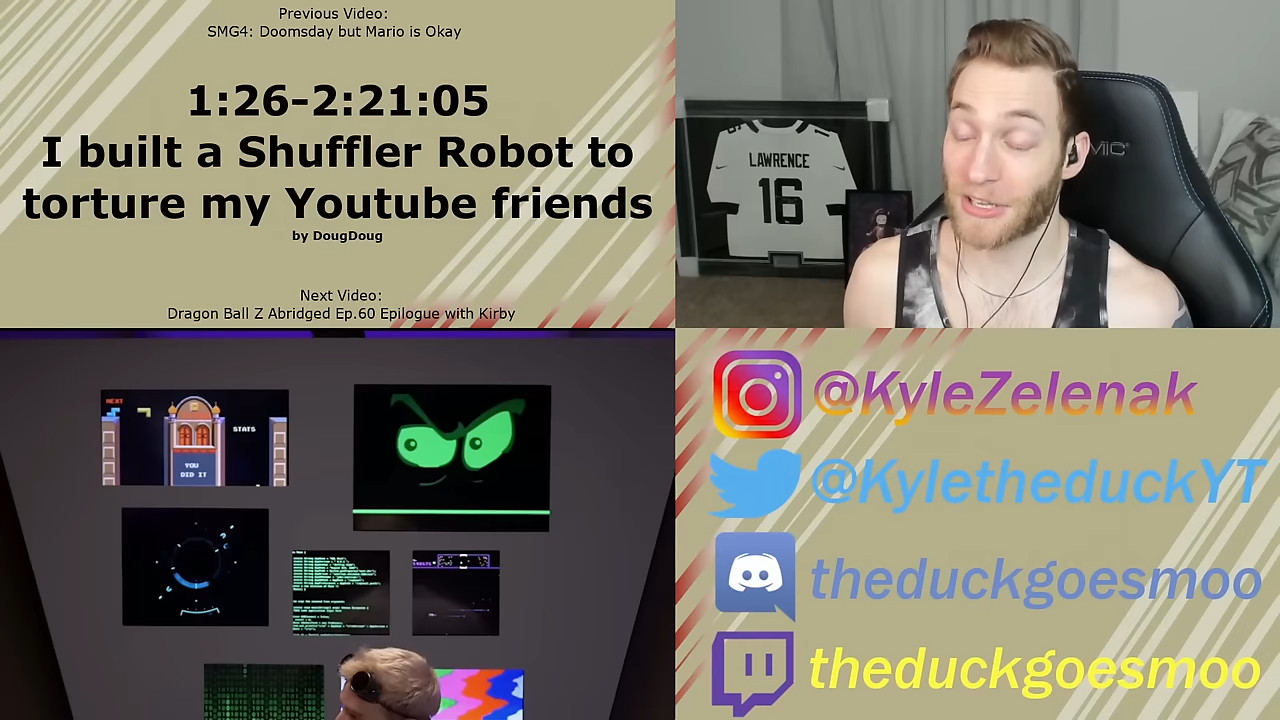 Previous Video:
SMG4: Doomsday but Mario is Okay
1:26-2:21:05
I built a Shuffler Robot to
torture my Youtube friends
by DougDoug
Next Video:
Dragon Ball Z Abridged Ep.60 Epilogue with Kirby
LAWRENCE
16
NEXT
STATS
YOU
DID IT
@KyleZelenak
@KyletheduckYT
theduckgoesmoo
theduckgoesmoo